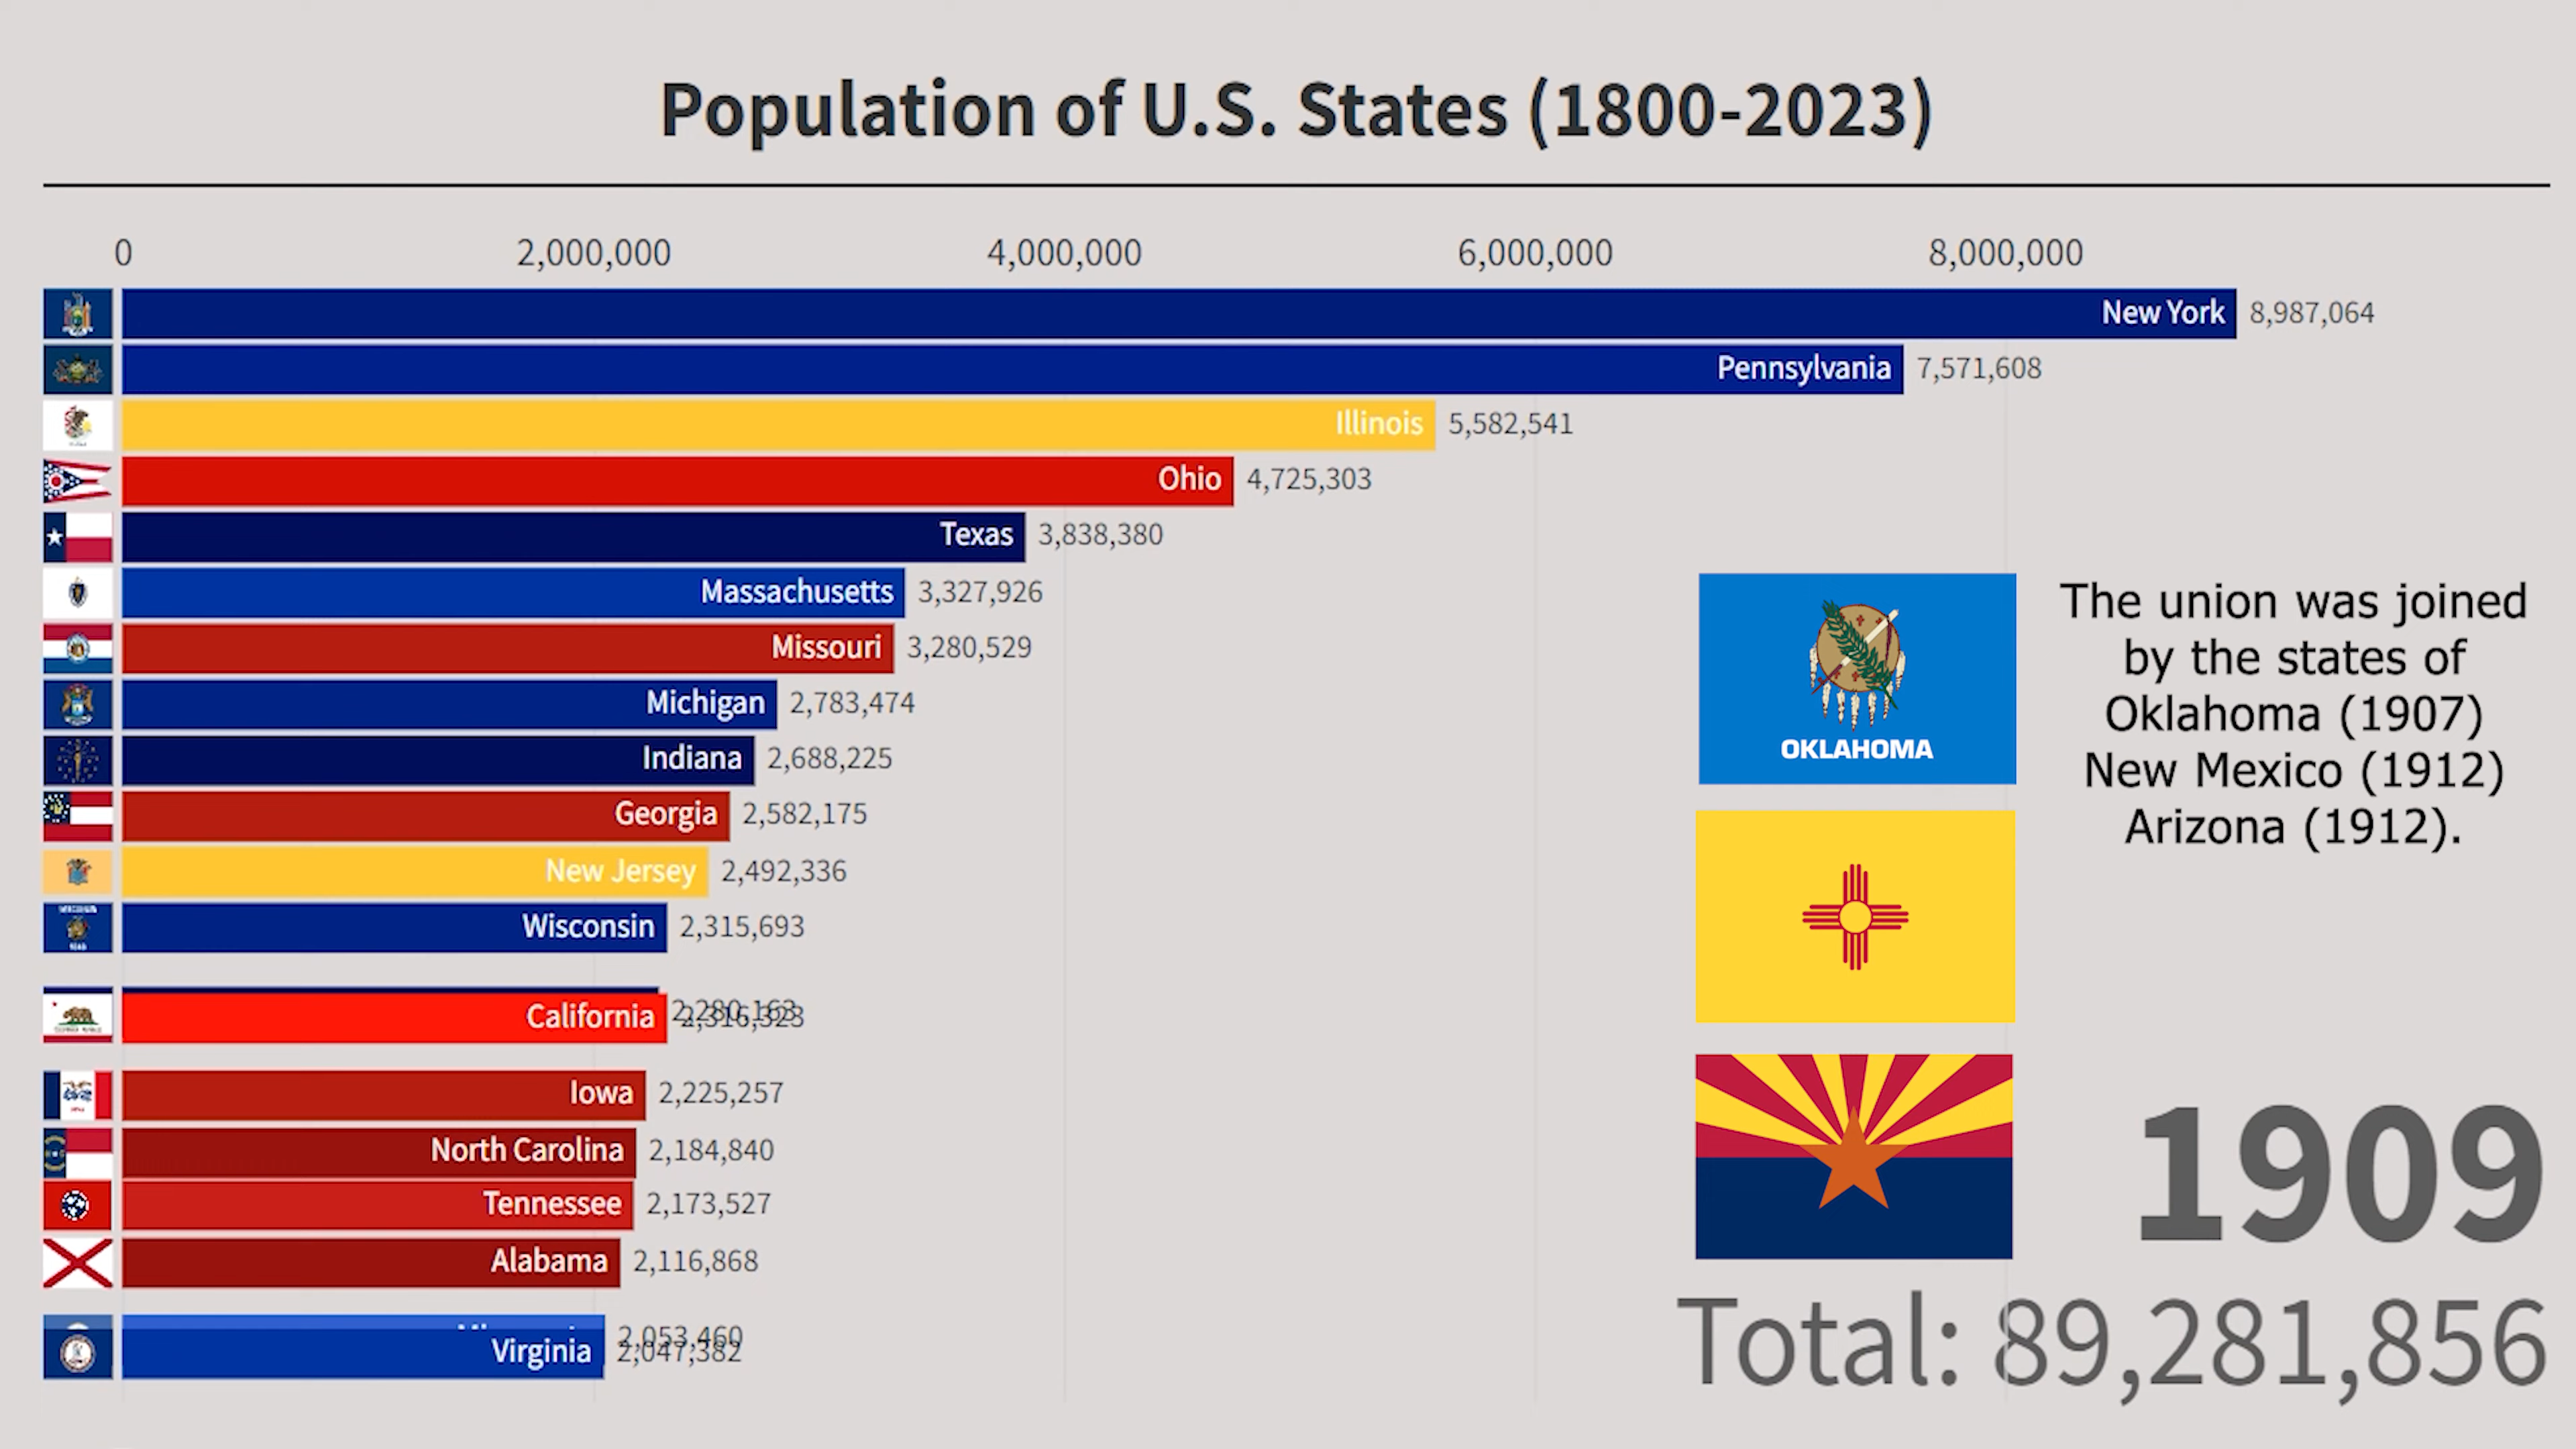 Population of U.S. States (1800-2023)
0 2,000,000 4,000,000 6,000,000 8,000,000
New York 8,987,064
Pennsylvania 7,571,608
Illinois 5,582,541
Ohio 4,725,303
Texas 3,838,380
Massachusetts 3,327,926
Missouri 3,280,529
Michigan 2,783,474
Indiana 2,688,225
Georgia 2,582,175
New Jersey 2,492,336
Wisconsin 2,315,693
California
Iowa 2,225,257
North Carolina 2,184,840
Tennessee 2,173,527
Alabama 2,116,868
Virginia 2,047,382
OKLAHOMA
The union was joined
by the states of
Oklahoma (1907)
New Mexico (1912)
Arizona (1912).
1909
Total: 89,281,856